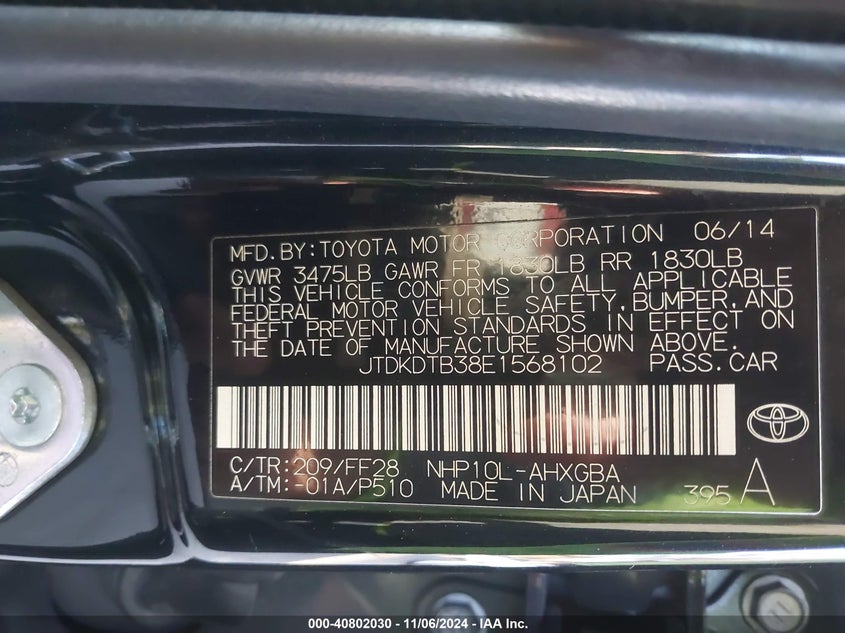 MFD.BY:TOYOTA MOTOR CORPORATION 06/14
GVWR 3475LB GAWR FR 1830LB RR 1830LB
THIS VEHICLE CONFORMS TO ALL APPLICABLE
FEDERAL MOTOR VEHICLE SAFETY,BUMPER,AND
THEFT PREVENTION STANDARDS IN EFFECT ON
THE DATE OF MANUFACTURE SHOWN ABOVE.
JTDKDTB38E1568102 PASS.CAR
C/TR:209/FF28 NHP10L-AHXGBA
A/TM:-01A/P510 MADE IN JAPAN 395 A
000-40802030 - 11/06/2024 - IAA Inc.